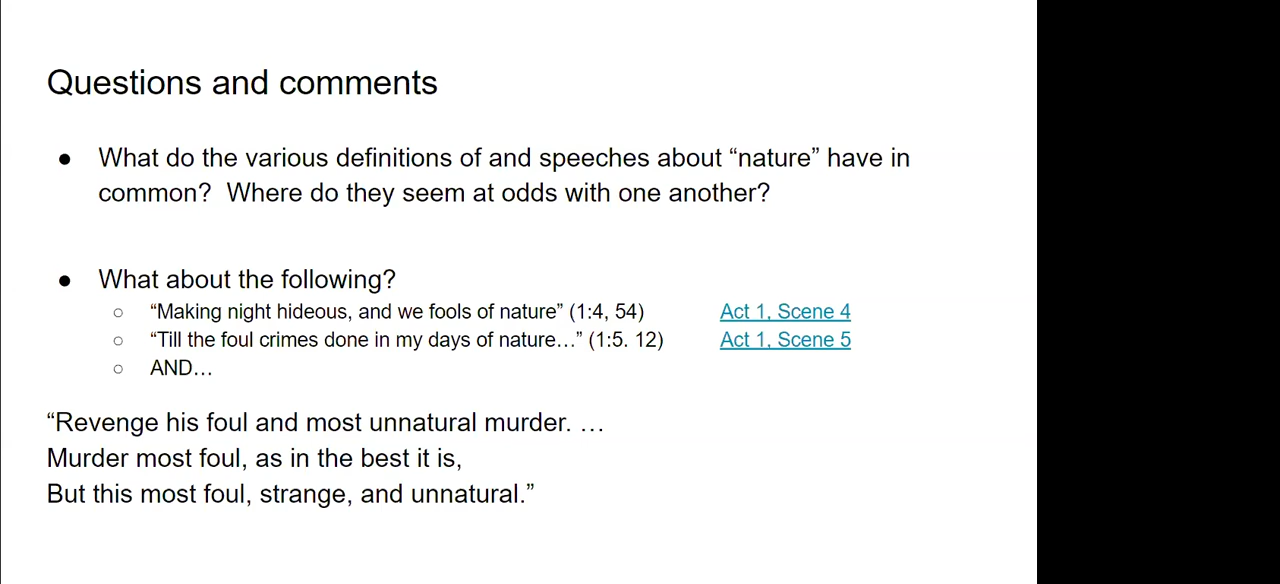 Questions and comments
● What do the various definitions of and speeches about “nature” have in
common?  Where do they seem at odds with one another?
● What about the following?
○ “Making night hideous, and we fools of nature” (1:4, 54) Act 1, Scene 4
○ “Till the foul crimes done in my days of nature…” (1:5. 12) Act 1, Scene 5
○ AND…
“Revenge his foul and most unnatural murder. …
Murder most foul, as in the best it is,
But this most foul, strange, and unnatural.”